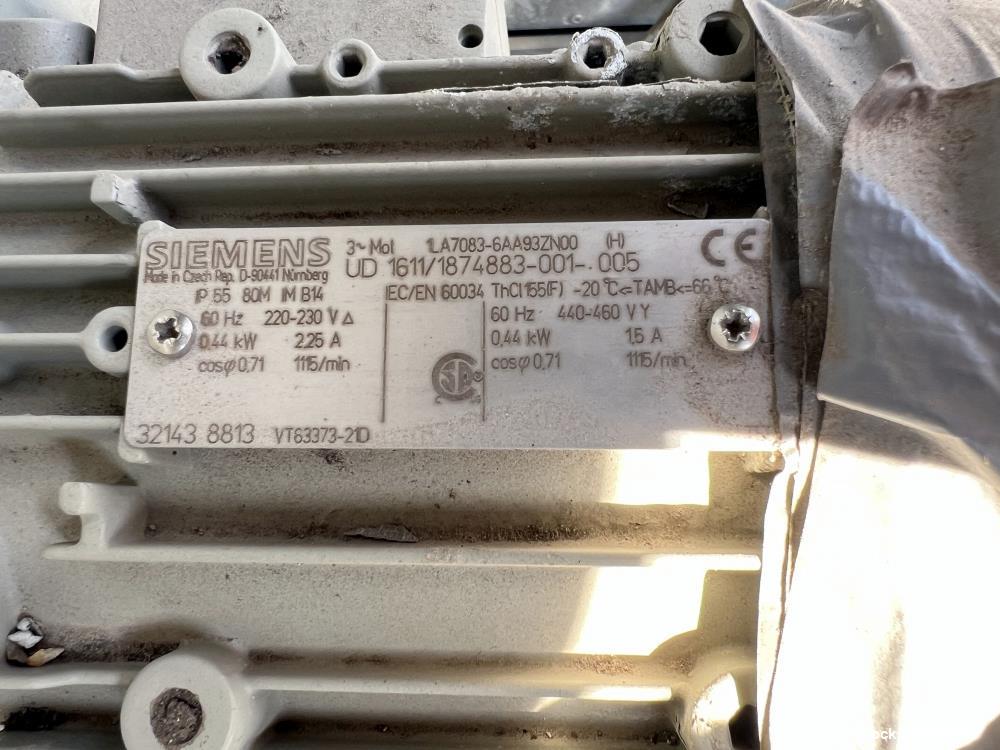 SIEMENS 3~Mot 1LA7083-6AA93ZN00 (H) CE
Made in Czech Rep. D-90441 Nürnberg UD 1611/1874883-001-.005
IP 55 80M IM B14 IEC/EN 60034 ThCl 155(F) -20 °C<=TAMB<=66 °C
60 Hz 220-230 V Δ 60 Hz 440-460 V Y
0,44 kW 2.25 A 0,44 kW 1.5 A
cosφ 0,71 1115/min SA ® cosφ 0,71 1115/min
32143 8813 VT63373-21D